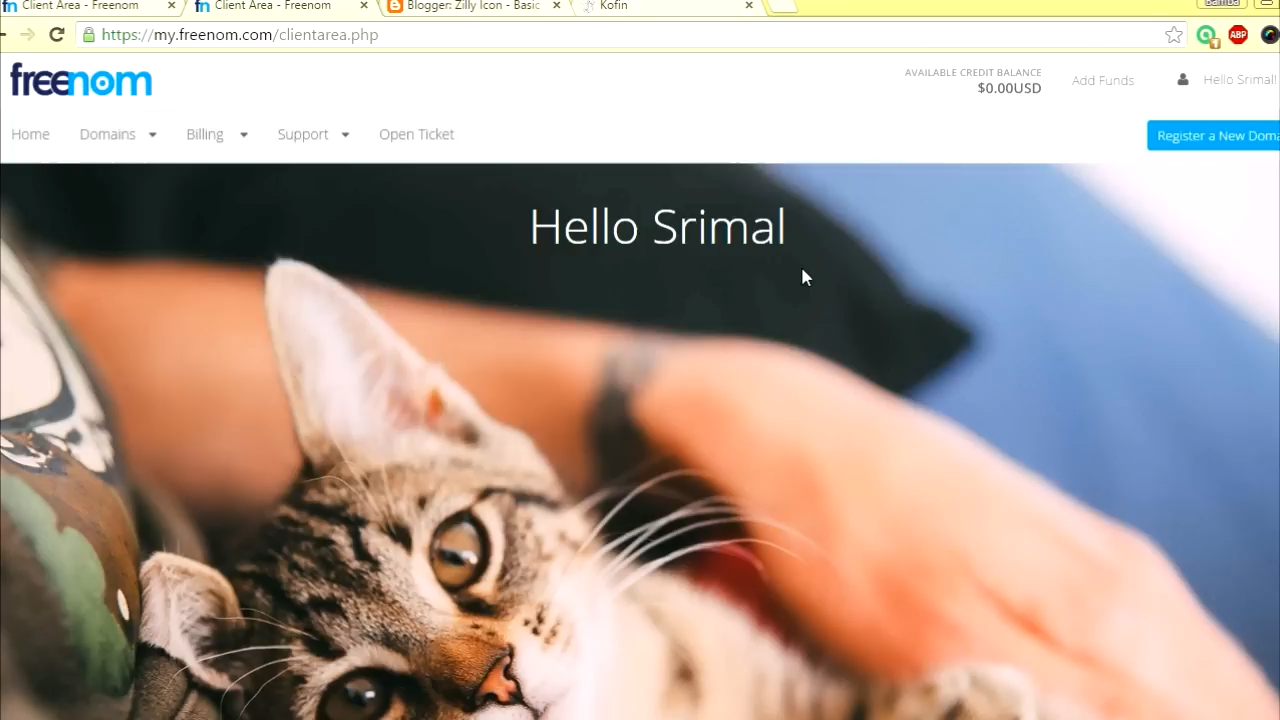 Client Area - Freenom
Client Area - Freenom
Blogger: Zilly Icon - Basic
Kofin
https://my.freenom.com/clientarea.php
ABP
freenom
AVAILABLE CREDIT BALANCE
$0.00USD
Add Funds
Hello Srimal!
Home
Domains
Billing
Support
Open Ticket
Register a New Doma
Hello Srimal